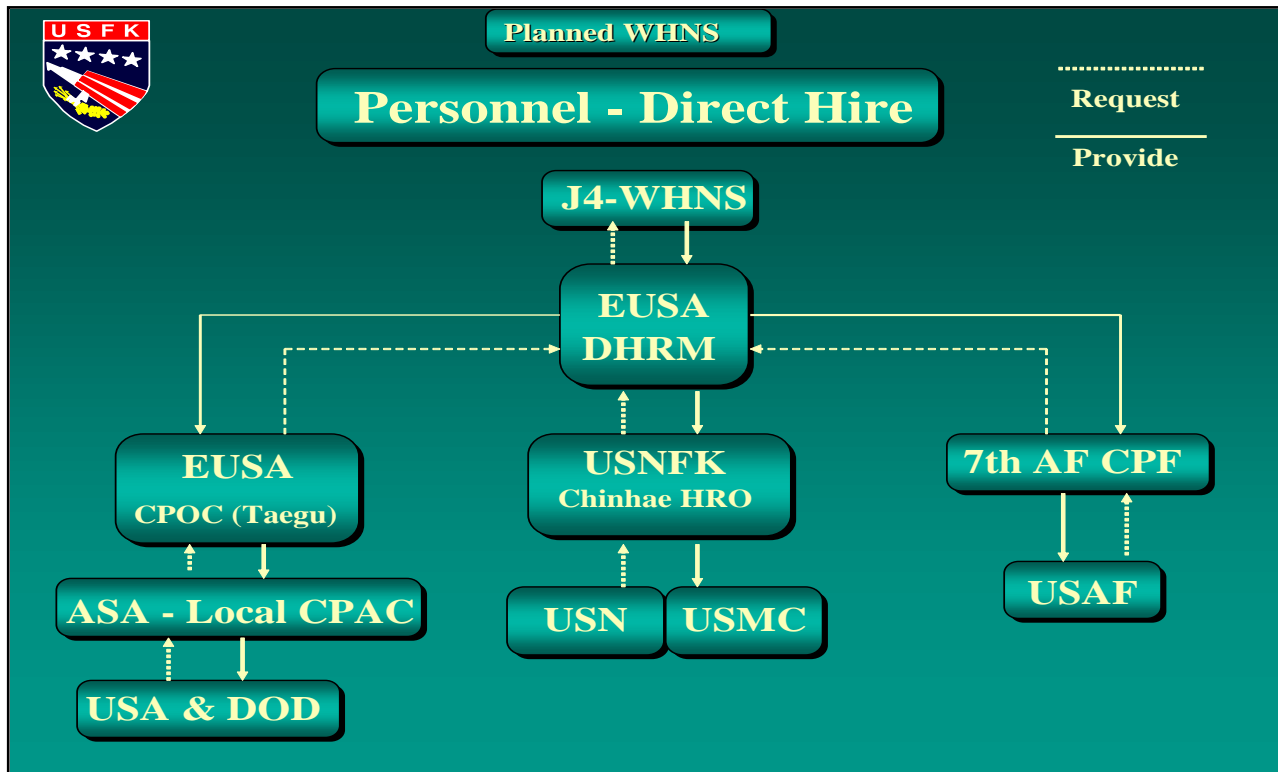 USFK
Planned WHNS
Personnel - Direct Hire
Request
Provide
J4-WHNS
EUSA
DHRM
EUSA
CPOC (Taegu)
USNFK
Chinhae HRO
7th AF CPF
ASA - Local CPAC
USN
USMC
USAF
USA & DOD